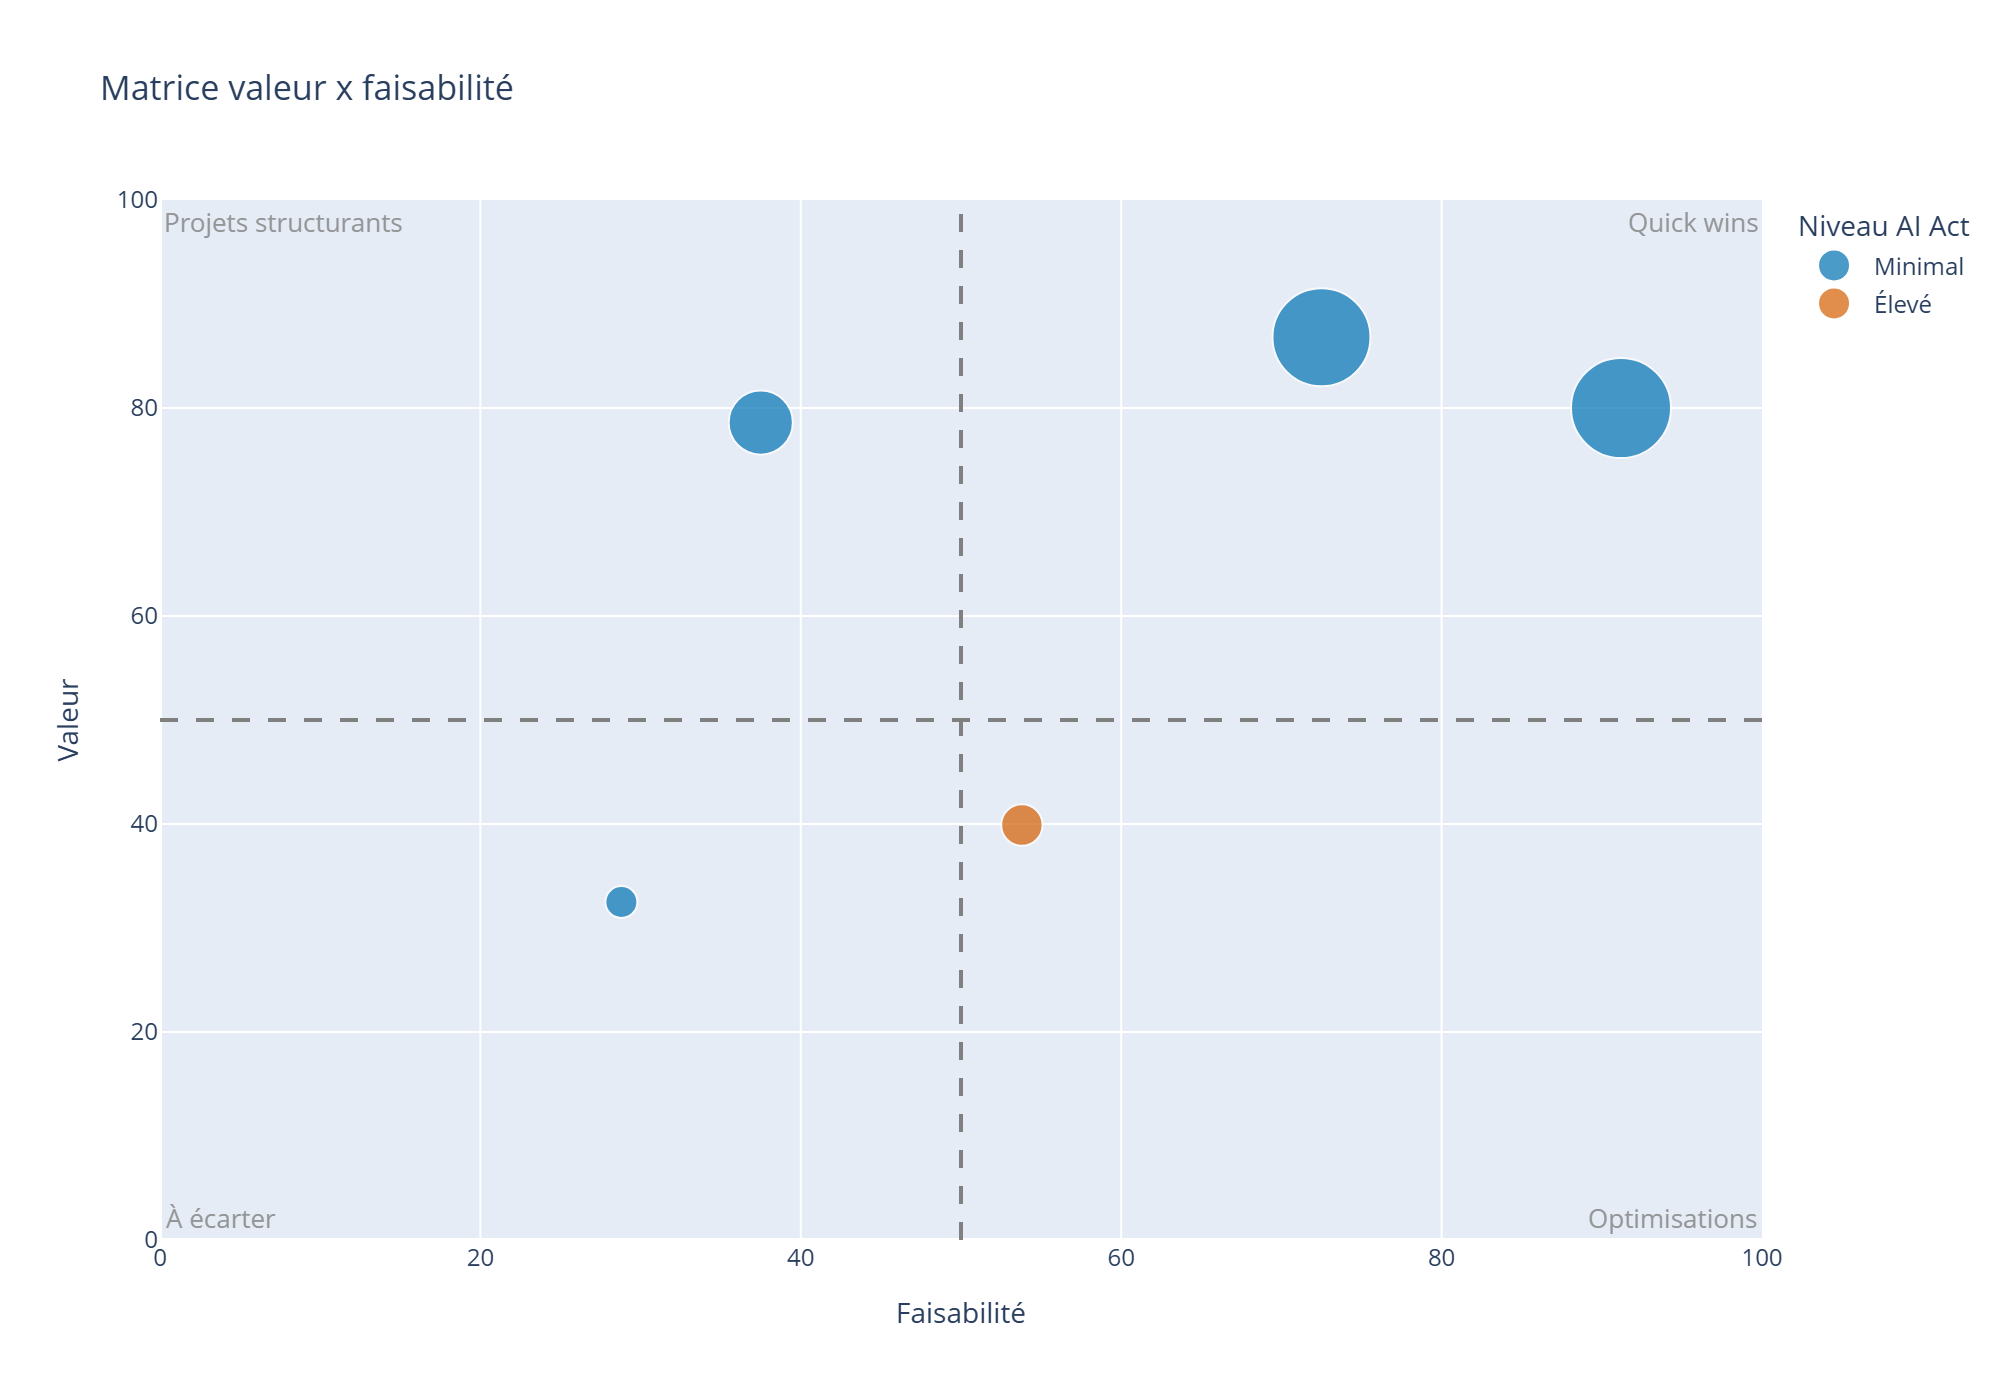 Matrice valeur x faisabilité
100
Projets structurants
Quick wins
Niveau AI Act
Minimal
Élevé
80
60
Valeur
40
20
À écarter
Optimisations
0
0
20
40
60
80
100
Faisabilité